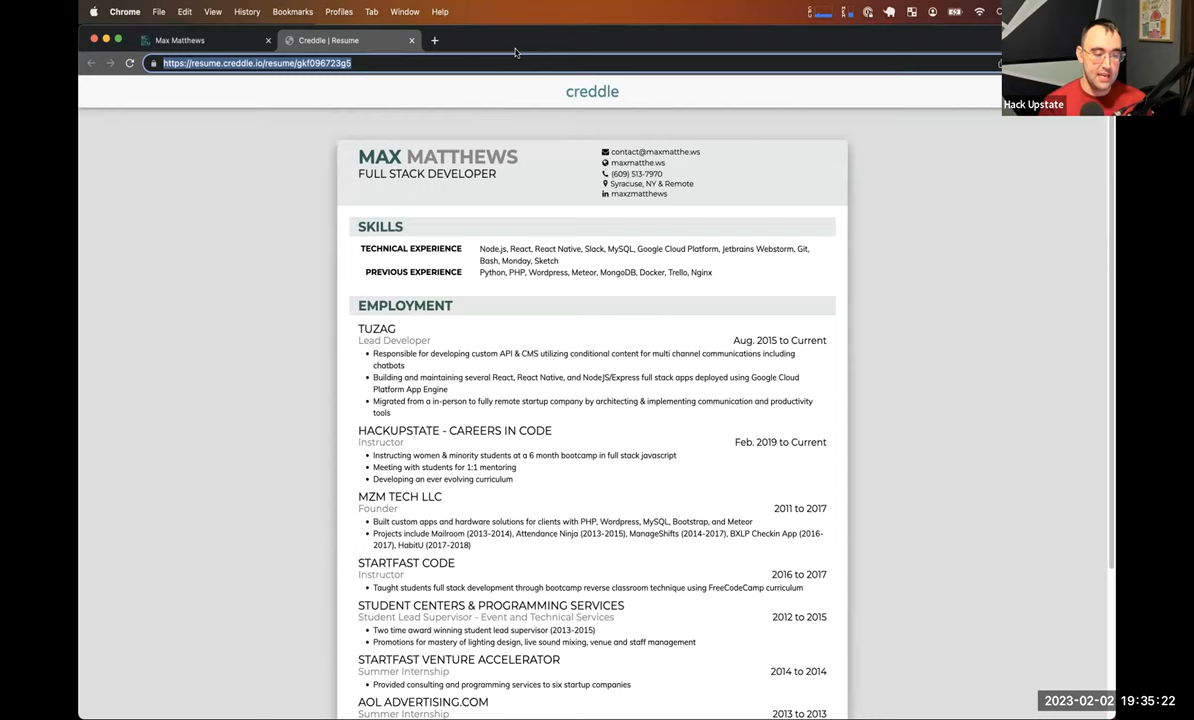 Chrome File Edit View History Bookmarks Profiles Tab Window Help
Max Matthews
Creddle | Resume
https://resume.creddle.io/resume/gkf096723g5
Hack Upstate
creddle
MAX MATTHEWS
FULL STACK DEVELOPER
contact@maxmatthe.ws
maxmatthe.ws
(609) 513-7970
Syracuse, NY & Remote
maxzmatthews
SKILLS
TECHNICAL EXPERIENCE Node.js, React, React Native, Slack, MySQL, Google Cloud Platform, Jetbrains Webstorm, Git,
Bash, Monday, Sketch
PREVIOUS EXPERIENCE Python, PHP, Wordpress, Meteor, MongoDB, Docker, Trello, Nginx
EMPLOYMENT
TUZAG
Lead Developer Aug. 2015 to Current
• Responsible for developing custom API & CMS utilizing conditional content for multi channel communications including
chatbots
• Building and maintaining several React, React Native, and NodeJS/Express full stack apps deployed using Google Cloud
Platform App Engine
• Migrated from a in-person to fully remote startup company by architecting & implementing communication and productivity
tools
HACKUPSTATE - CAREERS IN CODE
Instructor Feb. 2019 to Current
• Instructing women & minority students at a 6 month bootcamp in full stack javascript
• Meeting with students for 1:1 mentoring
• Developing an ever evolving curriculum
MZM TECH LLC
Founder 2011 to 2017
• Built custom apps and hardware solutions for clients with PHP, Wordpress, MySQL, Bootstrap, and Meteor
• Projects include Mailroom (2013-2014), Attendance Ninja (2013-2015), ManageShifts (2014-2017), BXLP Checkin App (2016-
2017), HabitU (2017-2018)
STARTFAST CODE
Instructor 2016 to 2017
• Taught students full stack development through bootcamp reverse classroom technique using FreeCodeCamp curriculum
STUDENT CENTERS & PROGRAMMING SERVICES
Student Lead Supervisor - Event and Technical Services 2012 to 2015
• Two time award winning student lead supervisor (2013-2015)
• Promotions for mastery of lighting design, live sound mixing, venue and staff management
STARTFAST VENTURE ACCELERATOR
Summer Internship 2014 to 2014
• Provided consulting and programming services to six startup companies
AOL ADVERTISING.COM
Summer Internship 2013 to 2013
2023-02-02 19:35:22